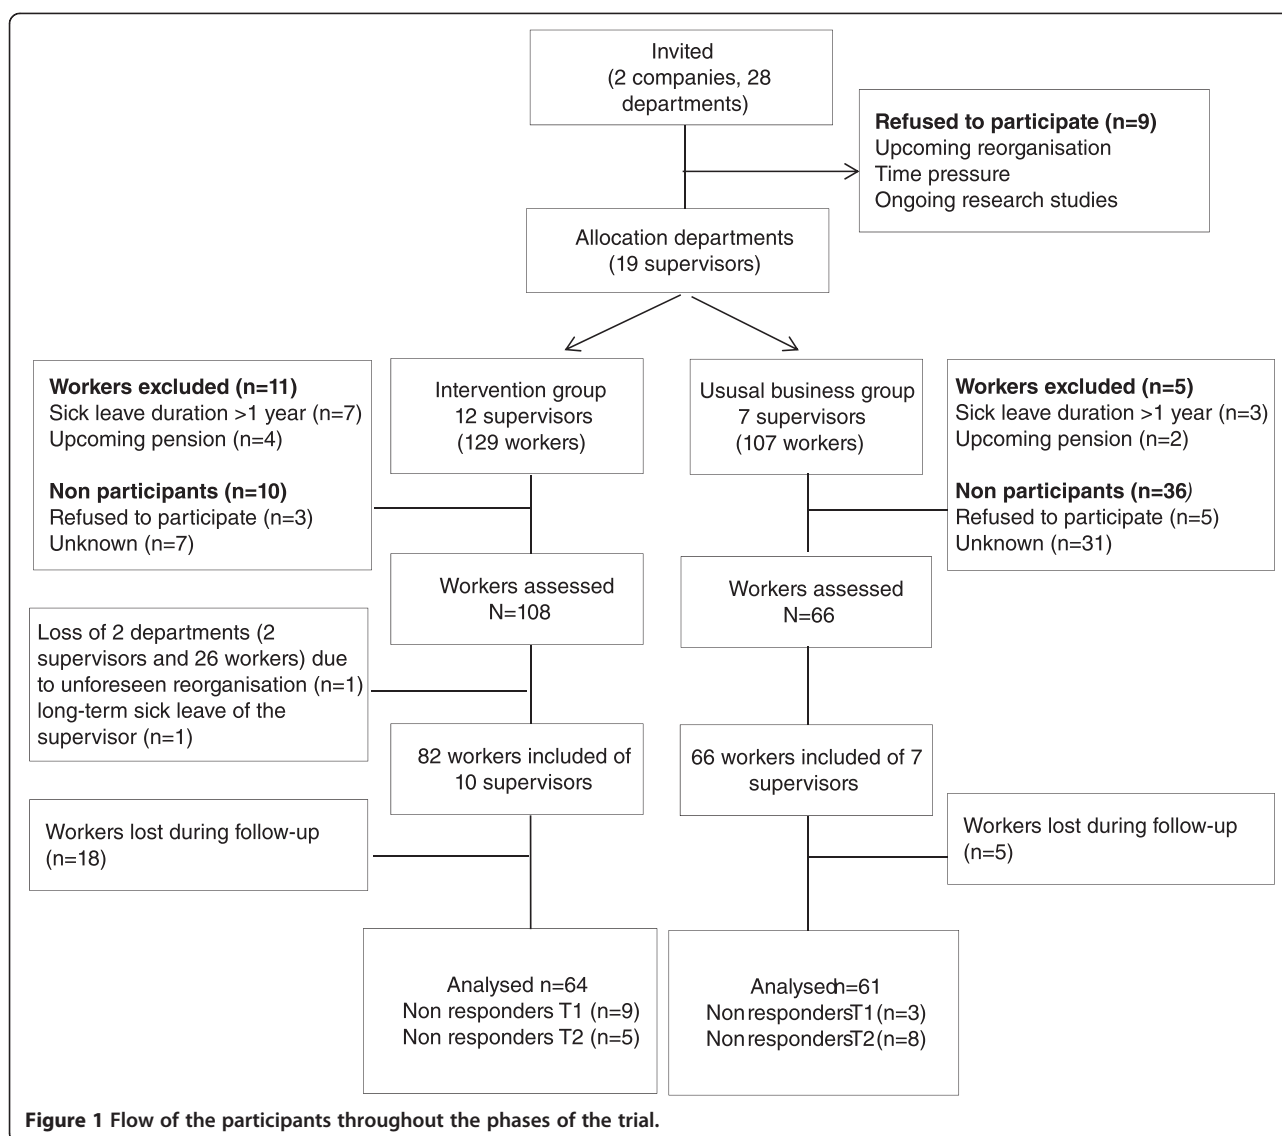 Invited
(2 companies, 28
departments)
Refused to participate (n=9)
Upcoming reorganisation
Time pressure
Ongoing research studies
Allocation departments
(19 supervisors)
Workers excluded (n=11)
Sick leave duration >1 year (n=7)
Upcoming pension (n=4)
Non participants (n=10)
Refused to participate (n=3)
Unknown (n=7)
Intervention group
12 supervisors
(129 workers)
Ususal business group
7 supervisors
(107 workers)
Workers excluded (n=5)
Sick leave duration >1 year (n=3)
Upcoming pension (n=2)
Non participants (n=36)
Refused to participate (n=5)
Unknown (n=31)
Workers assessed
N=108
Workers assessed
N=66
Loss of 2 departments (2
supervisors and 26 workers) due
to unforeseen reorganisation (n=1)
long-term sick leave of the
supervisor (n=1)
82 workers included of
10 supervisors
66 workers included of 7
supervisors
Workers lost during follow-up
(n=18)
Workers lost during follow-up
(n=5)
Analysed n=64
Non responders T1 (n=9)
Non responders T2 (n=5)
Analysed n=61
Non responders T1 (n=3)
Non responders T2 (n=8)
Figure 1 Flow of the participants throughout the phases of the trial.